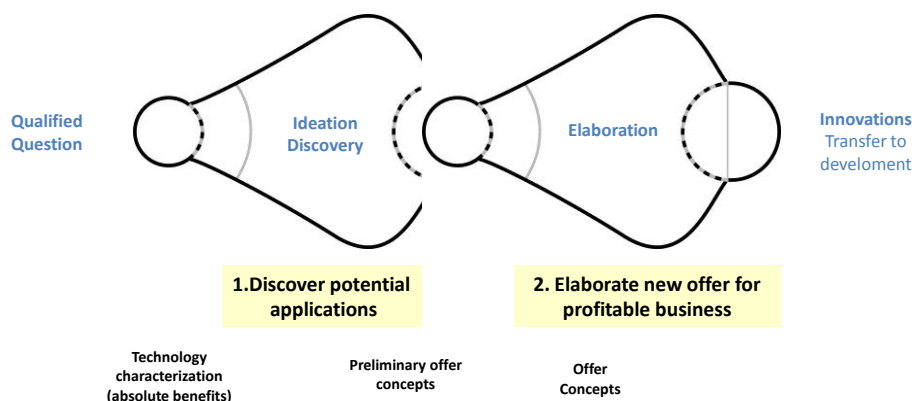 Qualified
Question
Ideation
Discovery
Elaboration
Innovations
Transfer to
develoment
1.Discover potential
applications
2. Elaborate new offer for
profitable business
Technology
characterization
(absolute benefits)
Preliminary offer
concepts
Offer
Concepts